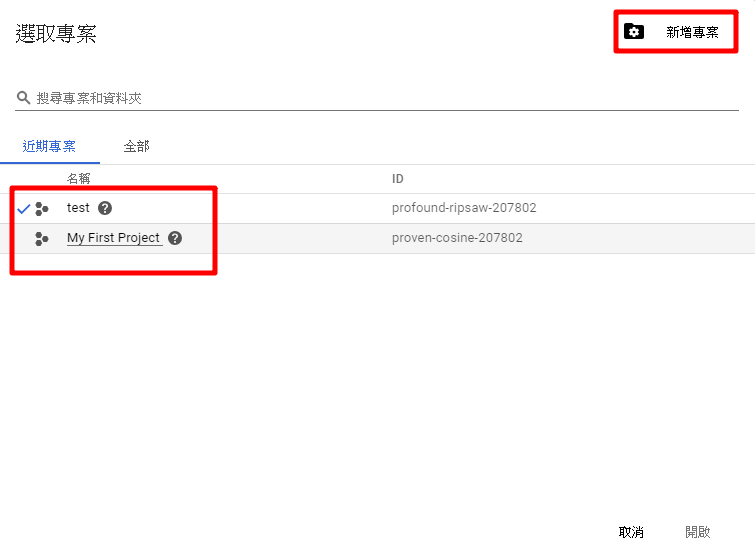 選取專案
新增專案
搜尋專案和資料夾
近期專案 全部
名稱 ID
test profound-ripsaw-207802
My First Project proven-cosine-207802
取消 開啟